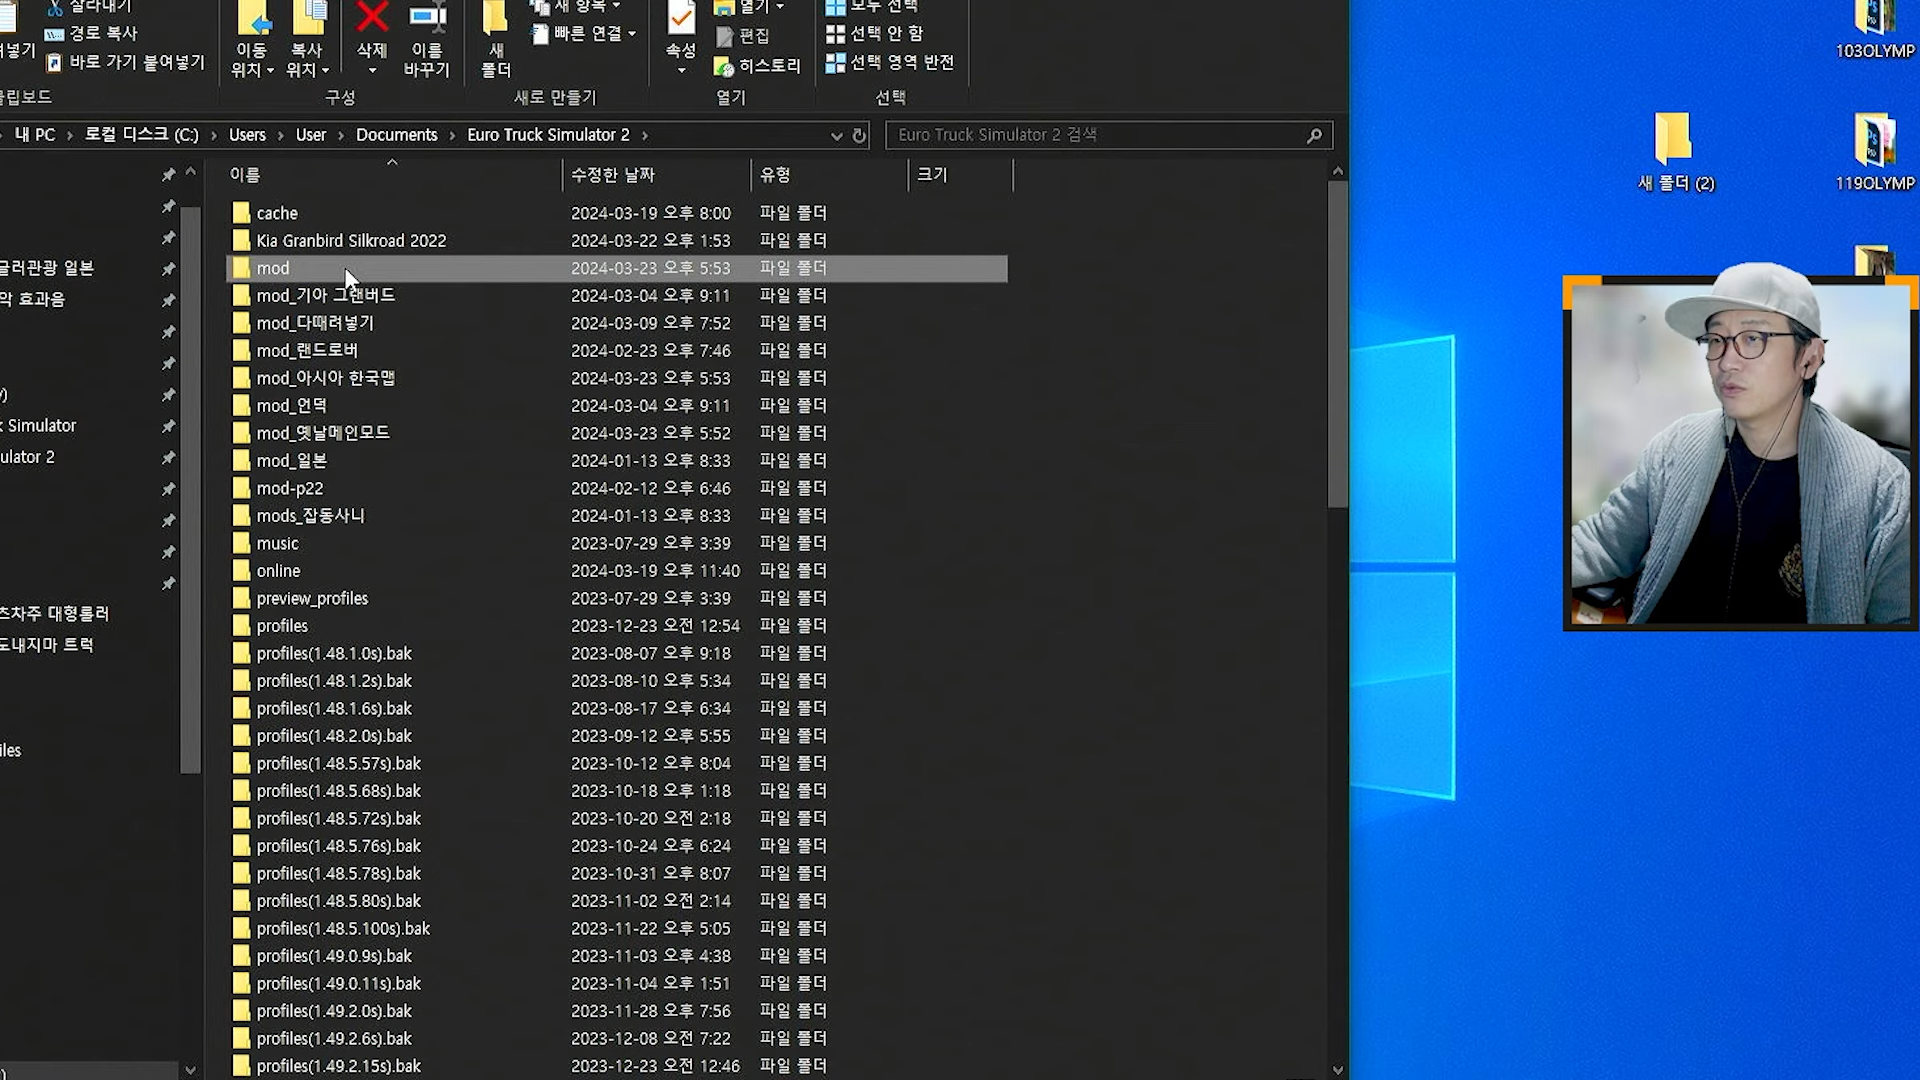 잘라내기
경로 복사
바로 가기 붙여넣기
이동
위치
복사
위치
삭제
이름
바꾸기
구성
새
폴더
새 항목
빠른 연결
새로 만들기
속성
열기
편집
히스토리
열기
모두 선택
선택 안 함
선택 영역 반전
선택
내 PC > 로컬 디스크 (C:) > Users > User > Documents > Euro Truck Simulator 2 >
Euro Truck Simulator 2 검색
이름 수정한 날짜 유형 크기
cache 2024-03-19 오후 8:00 파일 폴더
Kia Granbird Silkroad 2022 2024-03-22 오후 1:53 파일 폴더
mod 2024-03-23 오후 5:53 파일 폴더
mod_기아 그랜버드 2024-03-04 오후 9:11 파일 폴더
mod_다때려넣기 2024-03-09 오후 7:52 파일 폴더
mod_랜드로버 2024-02-23 오후 7:46 파일 폴더
mod_아시아 한국맵 2024-03-23 오후 5:53 파일 폴더
mod_언덕 2024-03-04 오후 9:11 파일 폴더
mod_옛날메인모드 2024-03-23 오후 5:52 파일 폴더
mod_일본 2024-01-13 오후 8:33 파일 폴더
mod-p22 2024-02-12 오후 6:46 파일 폴더
mods_잡동사니 2024-01-13 오후 8:33 파일 폴더
music 2023-07-29 오후 3:39 파일 폴더
online 2024-03-19 오후 11:40 파일 폴더
preview_profiles 2023-07-29 오후 3:39 파일 폴더
profiles 2023-12-23 오전 12:54 파일 폴더
profiles(1.48.1.0s).bak 2023-08-07 오후 9:18 파일 폴더
profiles(1.48.1.2s).bak 2023-08-10 오후 5:34 파일 폴더
profiles(1.48.1.6s).bak 2023-08-17 오후 6:34 파일 폴더
profiles(1.48.2.0s).bak 2023-09-12 오후 5:55 파일 폴더
profiles(1.48.5.57s).bak 2023-10-12 오후 8:04 파일 폴더
profiles(1.48.5.68s).bak 2023-10-18 오후 1:18 파일 폴더
profiles(1.48.5.72s).bak 2023-10-20 오전 2:18 파일 폴더
profiles(1.48.5.76s).bak 2023-10-24 오후 6:24 파일 폴더
profiles(1.48.5.78s).bak 2023-10-31 오후 8:07 파일 폴더
profiles(1.48.5.80s).bak 2023-11-02 오전 2:14 파일 폴더
profiles(1.48.5.100s).bak 2023-11-22 오후 5:05 파일 폴더
profiles(1.49.0.9s).bak 2023-11-03 오후 4:38 파일 폴더
profiles(1.49.0.11s).bak 2023-11-04 오후 1:51 파일 폴더
profiles(1.49.2.0s).bak 2023-11-28 오후 7:56 파일 폴더
profiles(1.49.2.6s).bak 2023-12-08 오전 7:22 파일 폴더
profiles(1.49.2.15s).bak 2023-12-23 오전 12:46 파일 폴더
글러관광 일본
악 효과음
k Simulator
ulator 2
츠차주 대형롤러
도내지마 트럭
iles
103OLYMP
새 폴더 (2)
119OLYMP